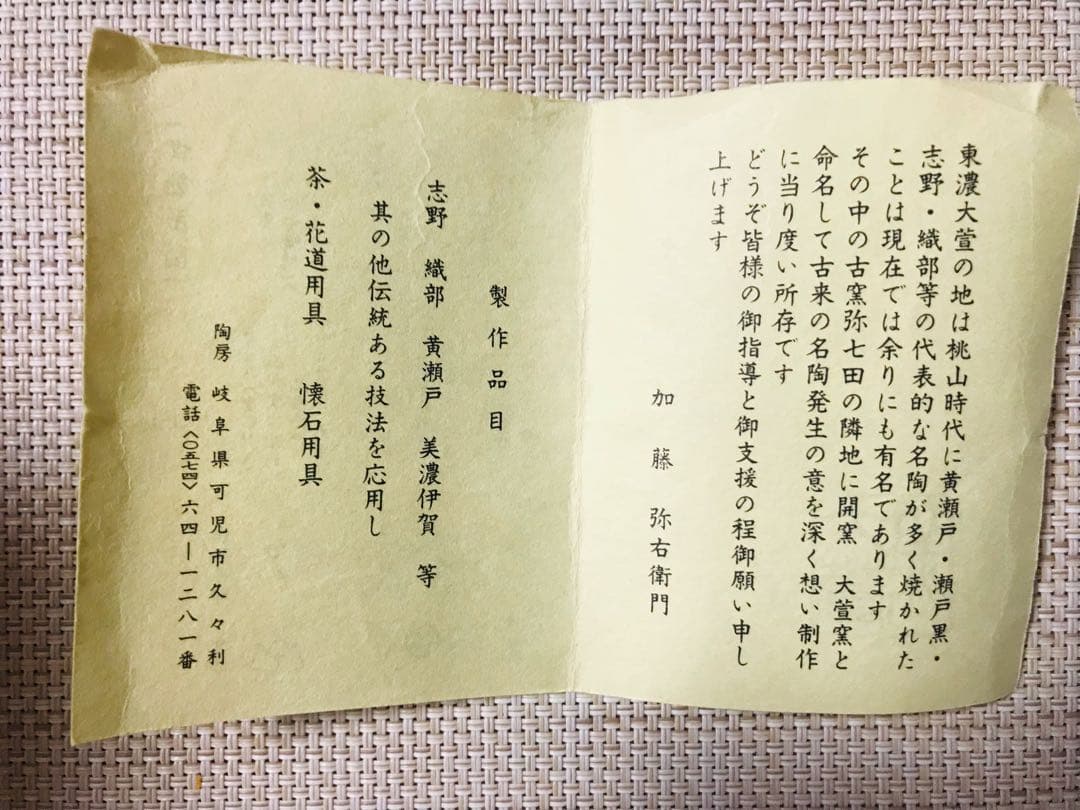 東濃大萱の地は桃山時代に黄瀬戸・瀬戸黒・
志野・織部等の代表的な名陶が多く焼かれた
ことは現在では余りにも有名であります
その中の古窯弥七田の隣地に開窯 大萱窯と
命名して古来の名陶発生の意を深く想い制作
に当り度い所存です
どうぞ皆様の御指導と御支援の程御願い申し
上げます
加藤 弥右衛門
製作品目
志野 織部 黄瀬戸 美濃伊賀 等
其の他伝統ある技法を応用し
茶・花道用具 懐石用具
陶房 岐阜県可児市久々利
電話〈〇五七四〉六四―一二八一番